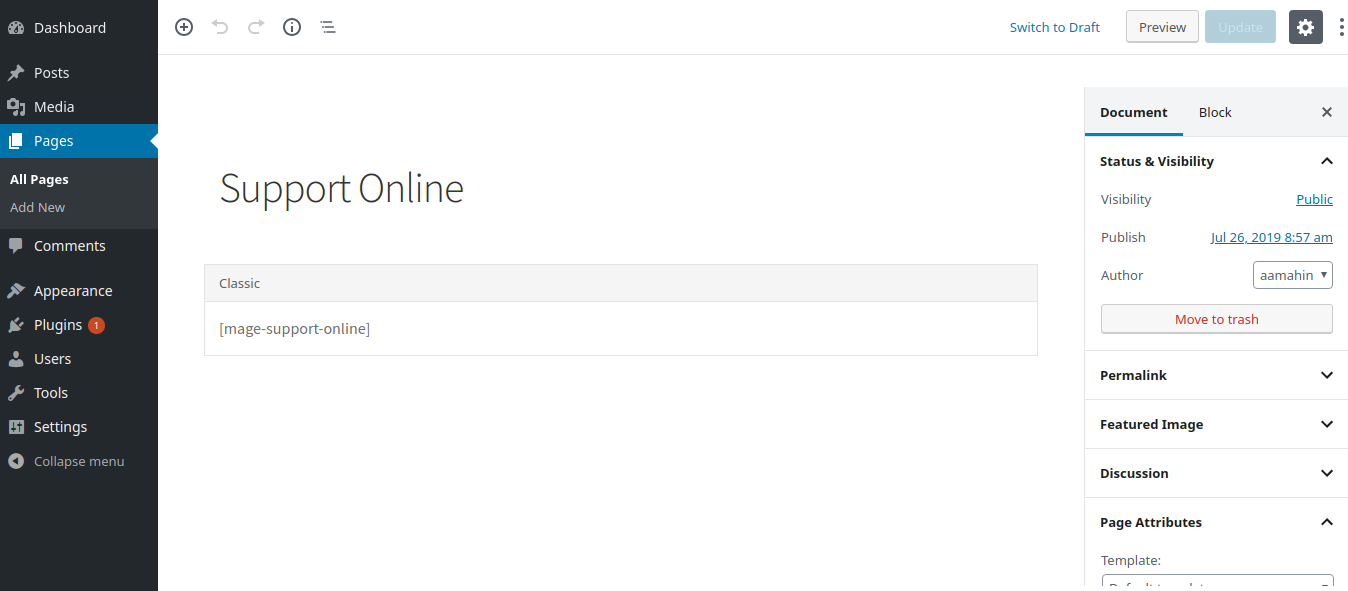 Dashboard
Posts
Media
Pages
All Pages
Add New
Comments
Appearance
Plugins 1
Users
Tools
Settings
Collapse menu
Switch to Draft Preview Update
Support Online
Classic
[mage-support-online]
Document Block
Status & Visibility
Visibility Public
Publish Jul 26, 2019 8:57 am
Author aamahin
Move to trash
Permalink
Featured Image
Discussion
Page Attributes
Template: